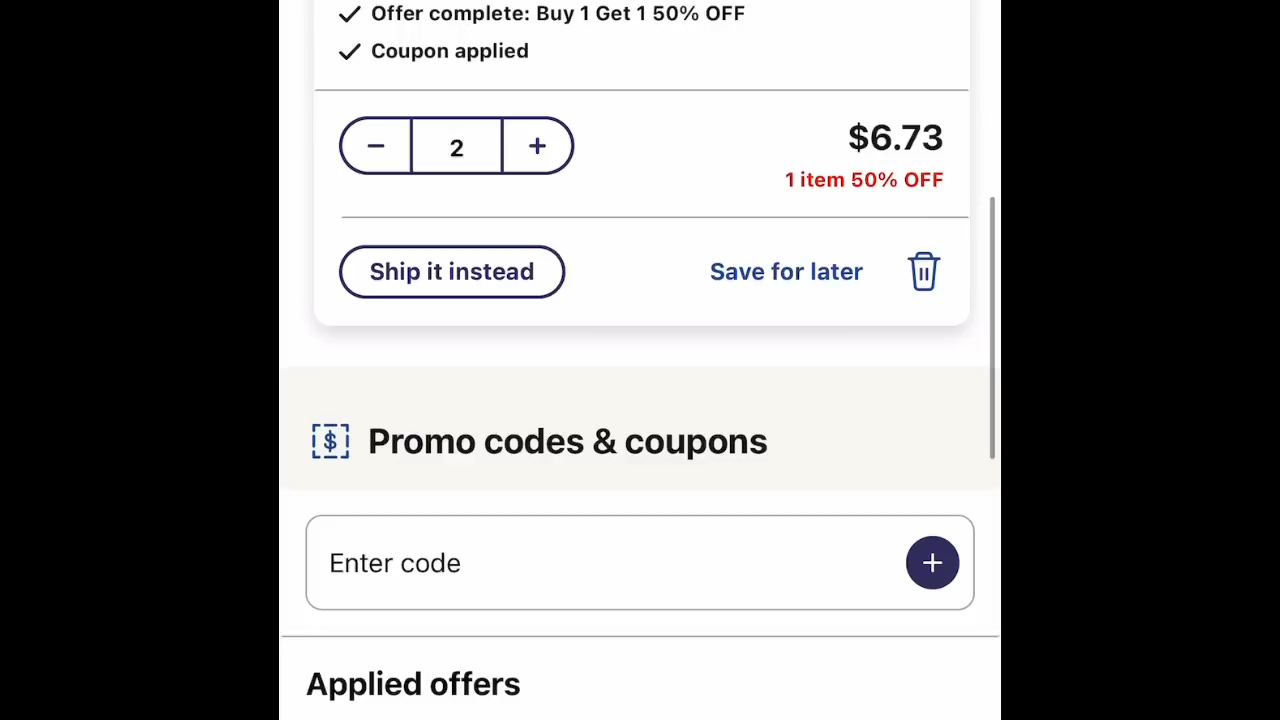 Offer complete: Buy 1 Get 1 50% OFF
Coupon applied
− 2 +
$6.73
1 item 50% OFF
Ship it instead
Save for later
$ Promo codes & coupons
Enter code +
Applied offers